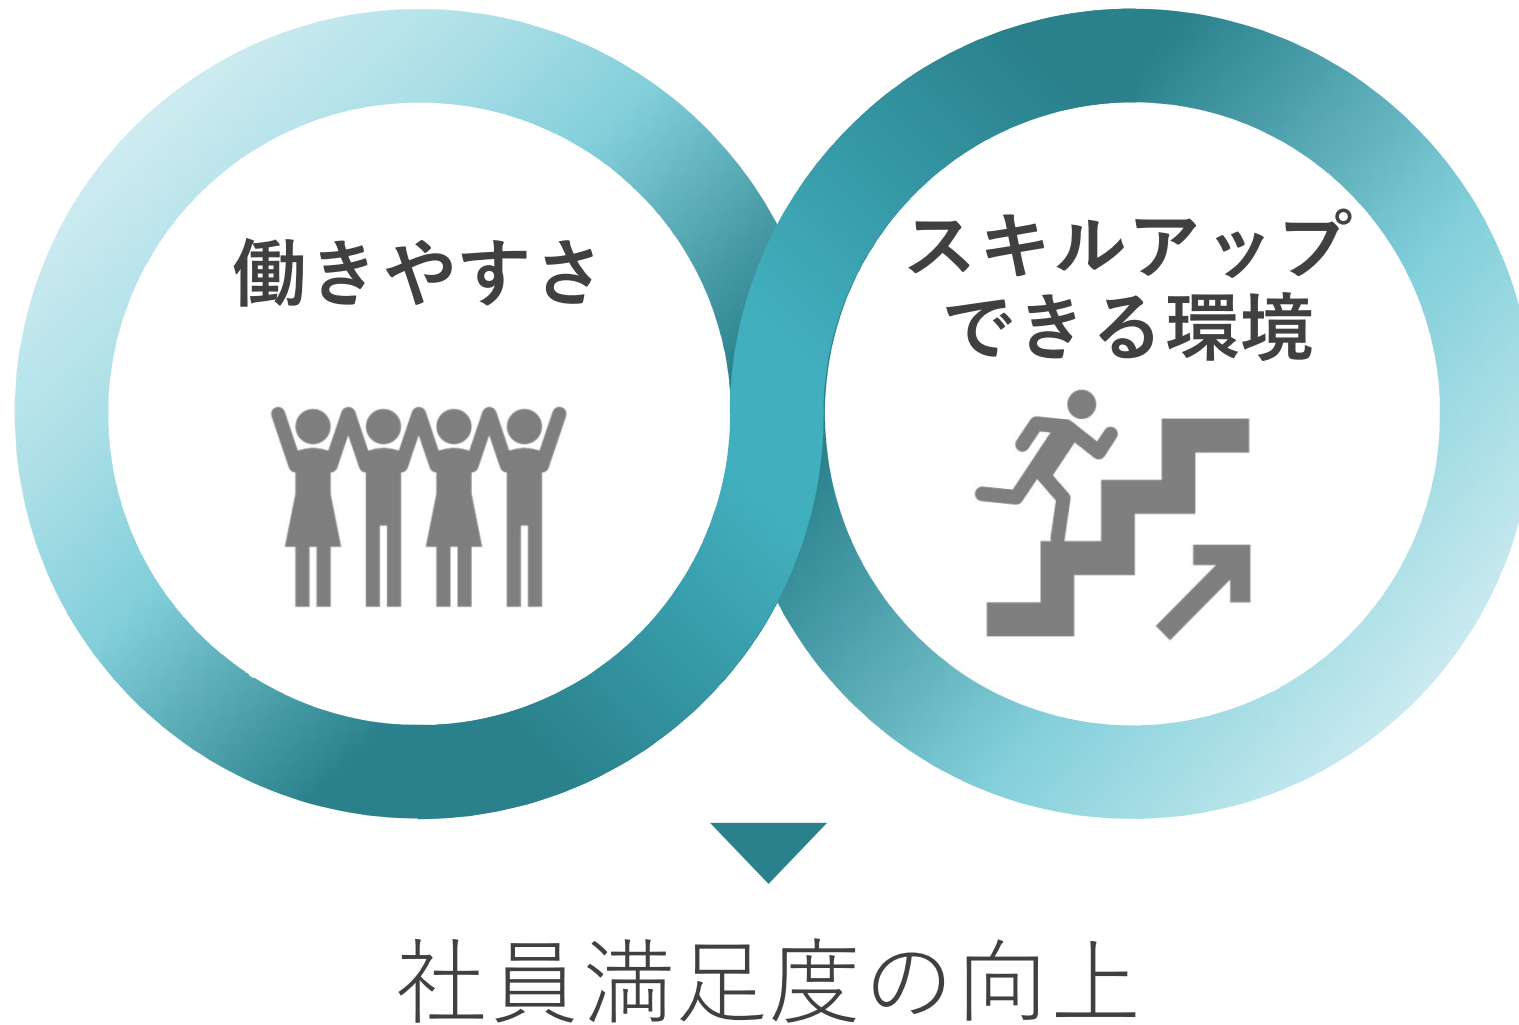 働きやすさ
スキルアップ
できる環境
社員満足度の向上